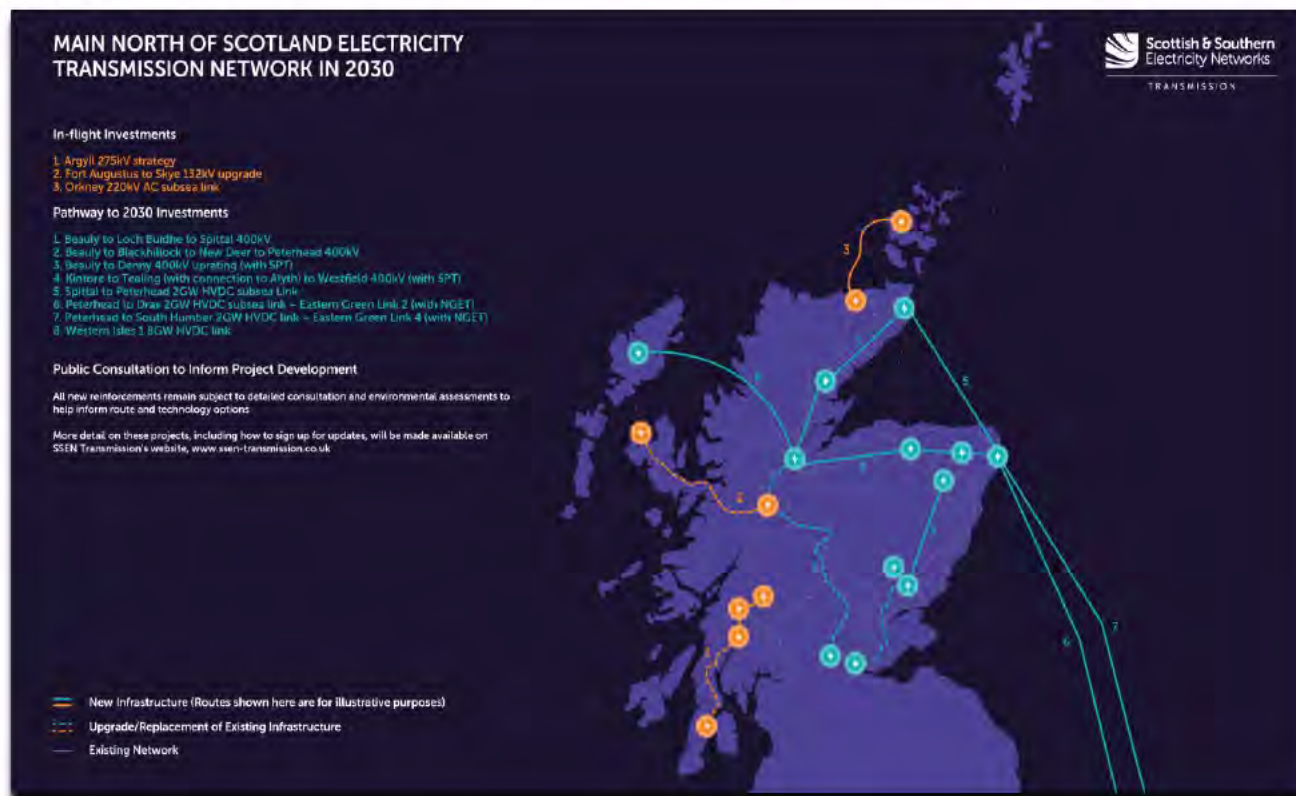 MAIN NORTH OF SCOTLAND ELECTRICITY
TRANSMISSION NETWORK IN 2030
Scottish & Southern
Electricity Networks
TRANSMISSION
In-flight Investments
1. Argyll 275kV strategy
2. Fort Augustus to Skye 132kV upgrade
3. Orkney 220kV AC subsea link
Pathway to 2030 Investments
1. Beauly to Loch Buidhe to Spittal 400kV
2. Beauly to Blackhillock to New Deer to Peterhead 400kV
3. Beauly to Denny 400kV uprating (with SPT)
4. Kintore to Tealing (with connection to Alyth) to Westfield 400kV (with SPT)
5. Spittal to Peterhead 2GW HVDC subsea Link
6. Peterhead to Drax 2GW HVDC subsea link – Eastern Green Link 2 (with NGET)
7. Peterhead to South Humber 2GW HVDC link – Eastern Green Link 4 (with NGET)
8. Western Isles 1.8GW HVDC link
Public Consultation to Inform Project Development
All new reinforcements remain subject to detailed consultation and environmental assessments to
help inform route and technology options
More detail on these projects, including how to sign up for updates, will be made available on
SSEN Transmission's website, www.ssen-transmission.co.uk
3
5
2
6
7
New Infrastructure (Routes shown here are for illustrative purposes)
Upgrade/Replacement of Existing Infrastructure
Existing Network